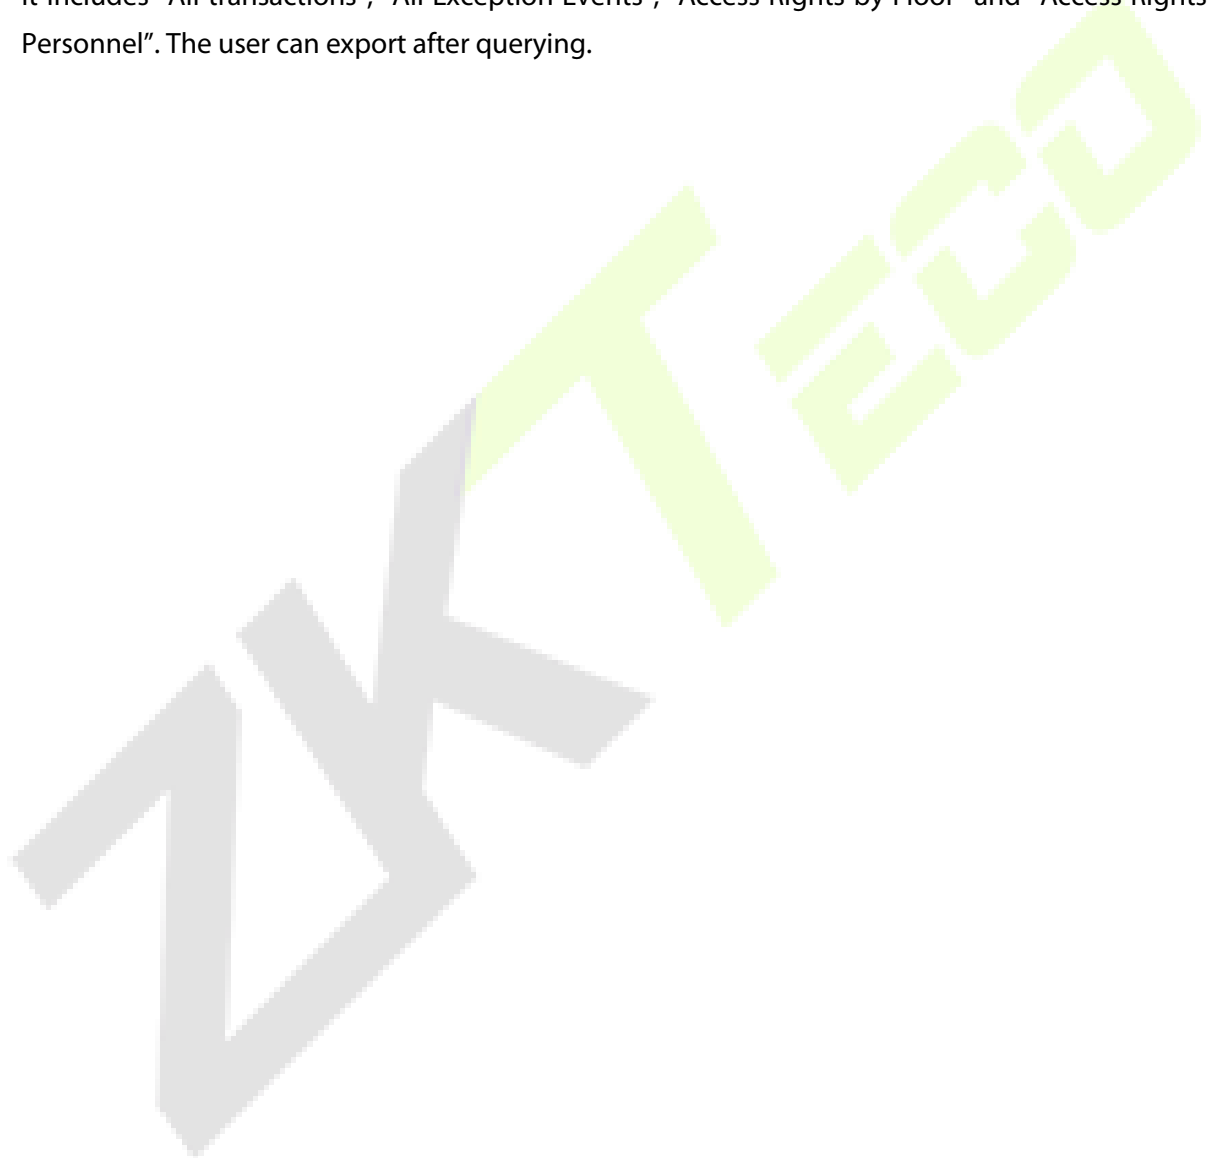 It includes “All transactions”, “All Exception Events”, “Access Rights by Floor” and “Access Rights
Personnel”. The user can export after querying.
ZKTECO